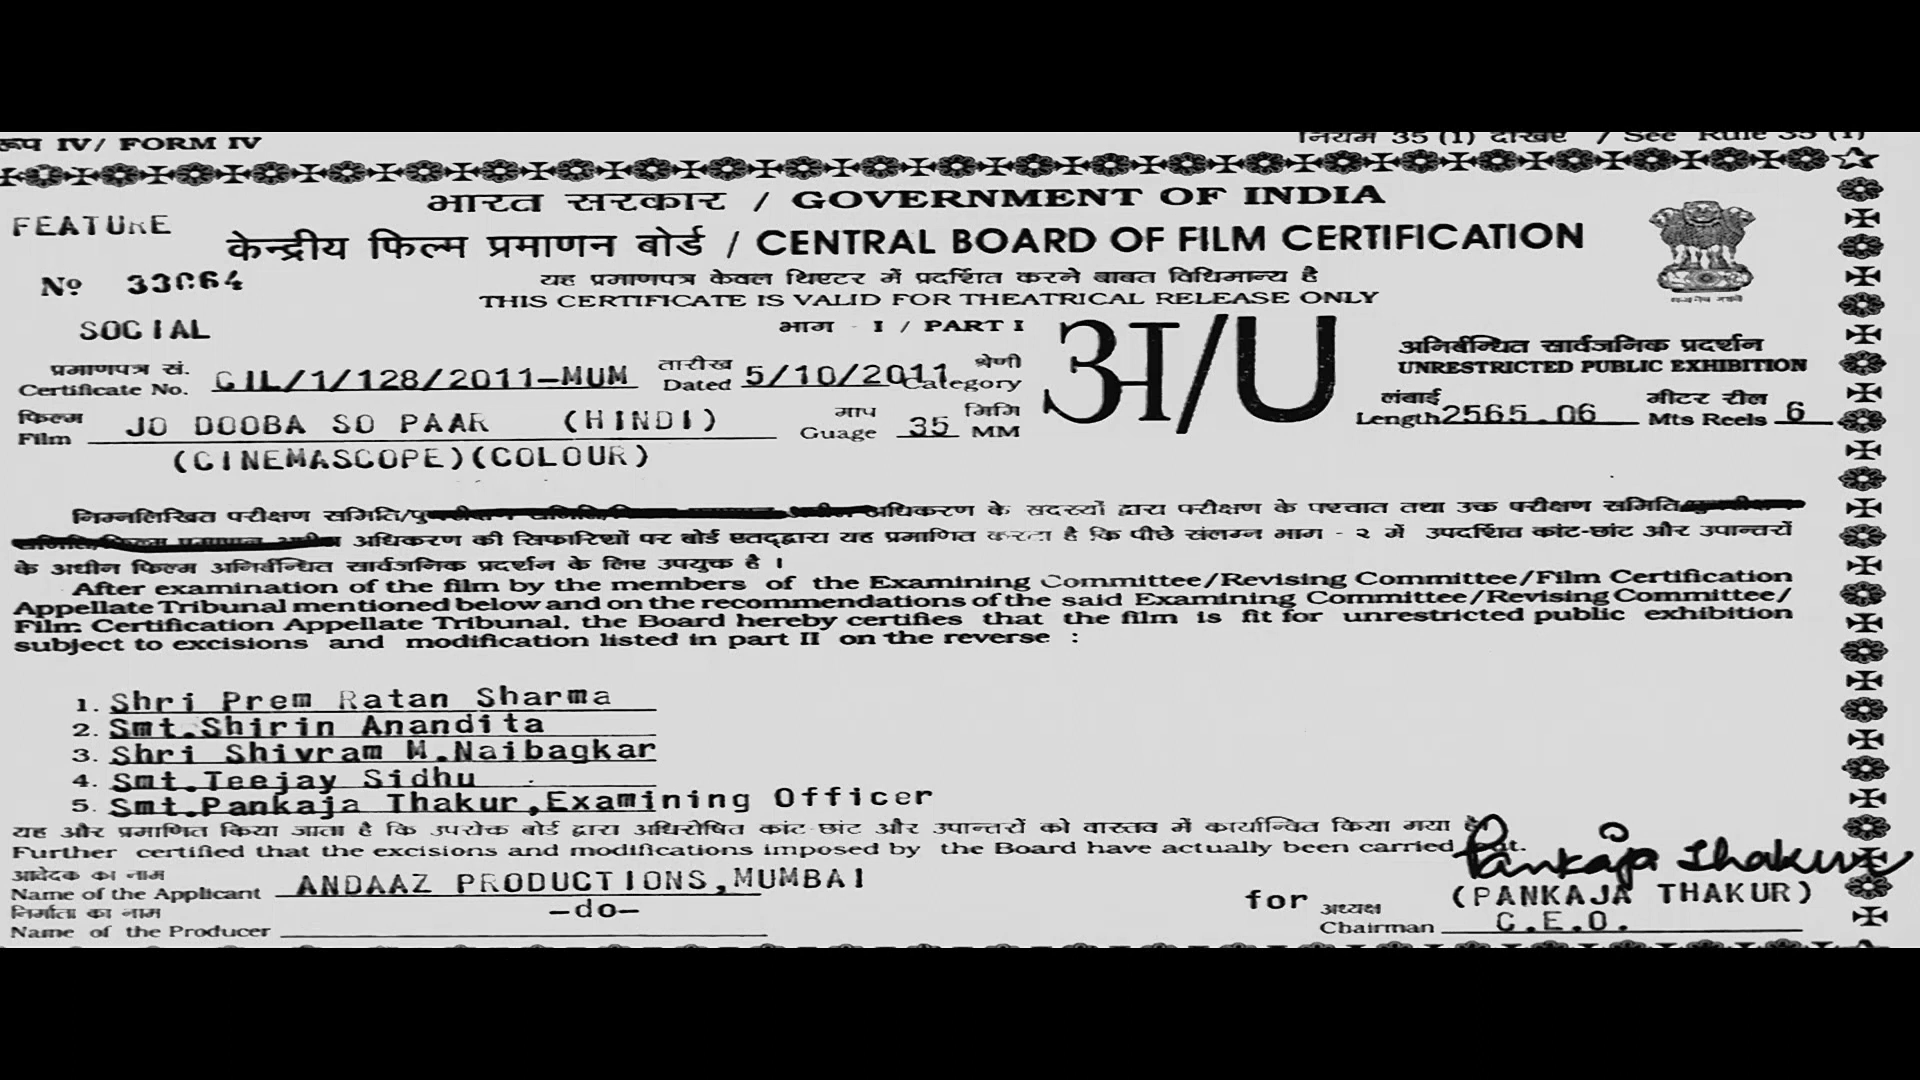 रूप IV/ FORM IV
नियम 35 (1) देखिए / See Rule 35 (1)
भारत सरकार / GOVERNMENT OF INDIA
FEATURE
केन्द्रीय फिल्म प्रमाणन बोर्ड / CENTRAL BOARD OF FILM CERTIFICATION
यह प्रमाणपत्र केवल थिएटर में प्रदर्शित करने बाबत विधिमान्य है
Nº 33064
THIS CERTIFICATE IS VALID FOR THEATRICAL RELEASE ONLY
SOCIAL
भाग - I / PART I
अ/U
अनिर्बन्धित सार्वजनिक प्रदर्शन
UNRESTRICTED PUBLIC EXHIBITION
प्रमाणपत्र सं. तारीख श्रेणी
Certificate No. CIL/1/128/2011-MUM Dated 5/10/2011 Category
लंबाई मीटर रील
Length 2565.06 Mts Reels 6
फिल्म माप मिमि
Film JO DOOBA SO PAAR (HINDI) Guage 35 MM
(CINEMASCOPE)(COLOUR)
निम्नलिखित परीक्षण समिति/ अधिकरण के सदस्यों द्वारा परीक्षण के पश्चात तथा उक्त परीक्षण समिति
अधिकरण की सिफारिशों पर बोर्ड एतद्द्वारा यह प्रमाणित करता है कि पीछे संलग्न भाग - २ में उपदर्शित कांट-छांट और उपान्तरों
के अधीन फिल्म अनिर्बन्धित सार्वजनिक प्रदर्शन के लिए उपयुक्त है ।
After examination of the film by the members of the Examining Committee/Revising Committee/Film Certification
Appellate Tribunal mentioned below and on the recommendations of the said Examining Committee/Revising Committee/
Film Certification Appellate Tribunal, the Board hereby certifies that the film is fit for unrestricted public exhibition
subject to excisions and modification listed in part II on the reverse :
1. Shri Prem Ratan Sharma
2. Smt.Shirin Anandita
3. Shri Shivram M.Naibagkar
4. Smt.Teejay Sidhu
5. Smt.Pankaja Thakur,Examining Officer
यह और प्रमाणित किया जाता है कि उपरोक्त बोर्ड द्वारा अधिरोपित कांट-छांट और उपान्तरों को वास्तव में कार्यान्वित किया गया है
Further certified that the excisions and modifications imposed by the Board have actually been carried out.
Pankaja Thakur
आवेदक का नाम
Name of the Applicant ANDAAZ PRODUCTIONS,MUMBAI
(PANKAJA THAKUR)
निर्माता का नाम
Name of the Producer -do-
for अध्यक्ष
Chairman C.E.O.